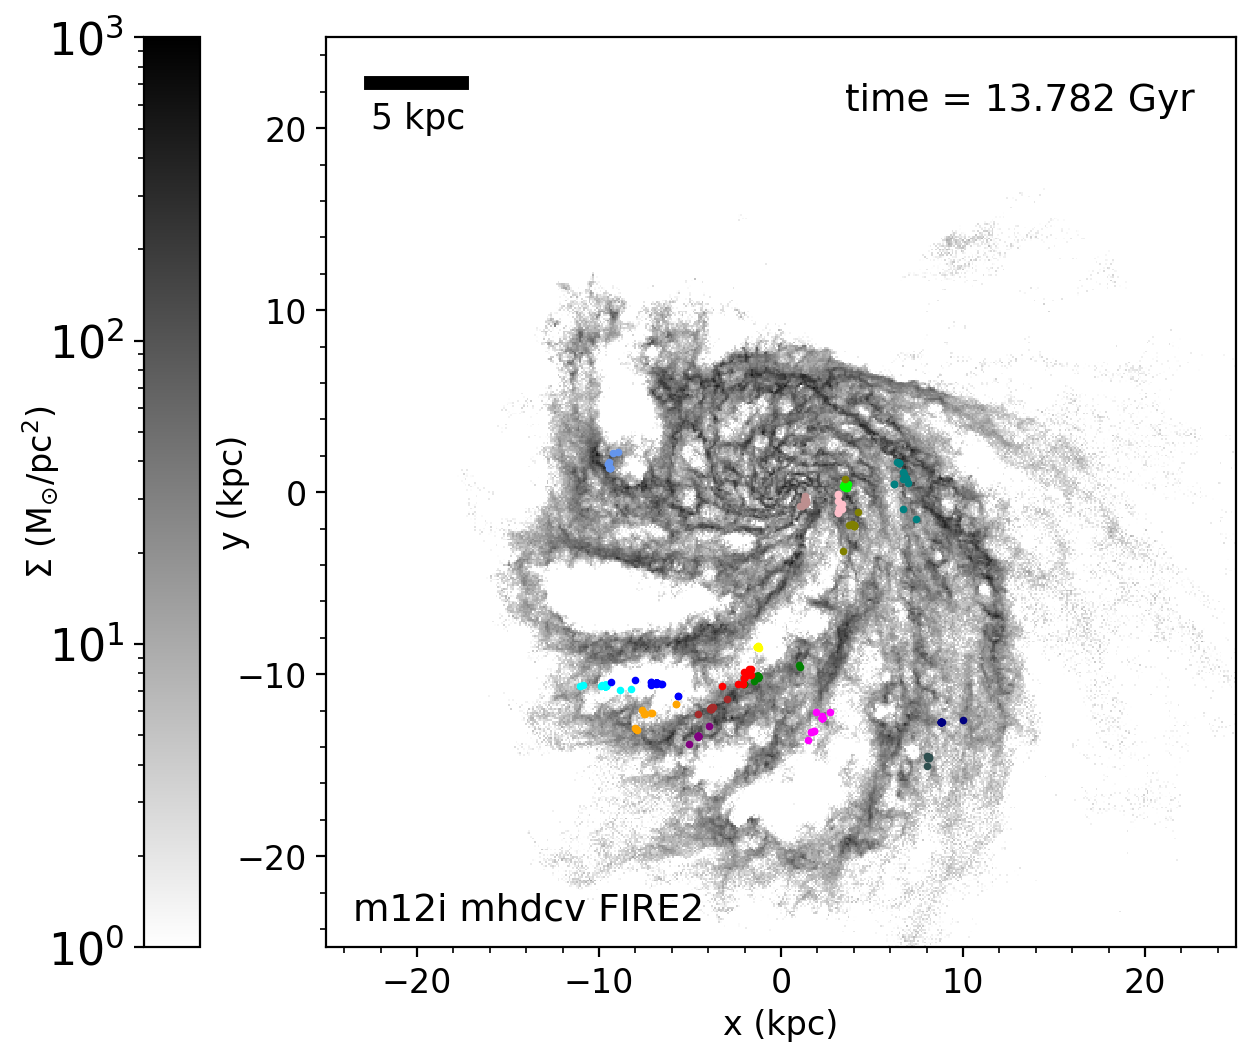 10³
10²
10¹
10⁰
Σ (M⊙/pc²)
y (kpc)
20
10
0
−10
−20
5 kpc
time = 13.782 Gyr
m12i mhdcv FIRE2
−20
−10
0
10
20
x (kpc)